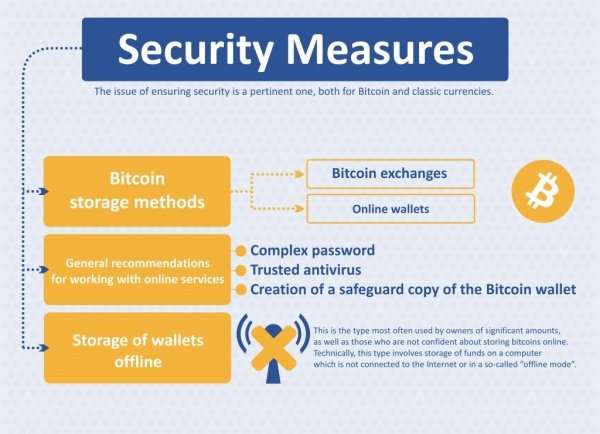 Security Measures
The issue of ensuring security is a pertinent one, both for Bitcoin and classic currencies.
Bitcoin
storage methods
Bitcoin exchanges
Online wallets
General recommendations
for working with online services
Complex password
Trusted antivirus
Creation of a safeguard copy of the Bitcoin wallet
Storage of wallets
offline
This is the type most often used by owners of significant amounts,
as well as those who are not confident about storing bitcoins online.
Technically, this type involves storage of funds on a computer
which is not connected to the Internet or in a so-called “offline mode”.